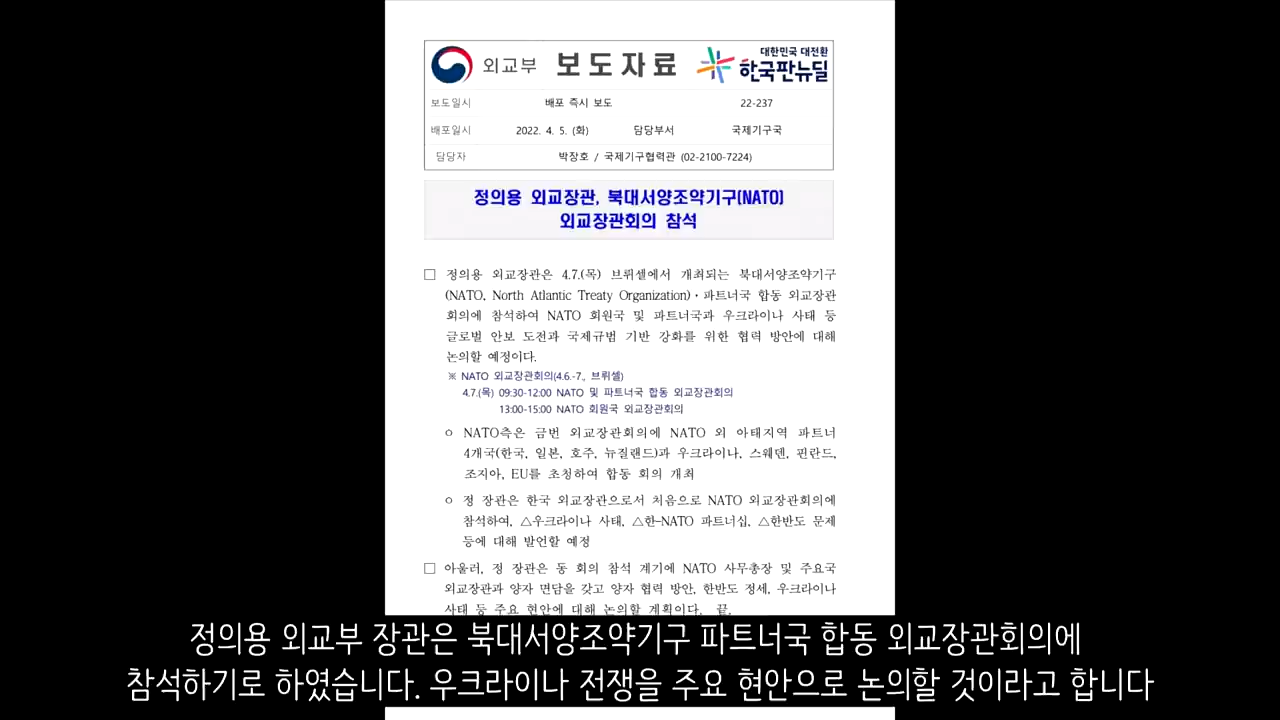 외교부 보도자료 대한민국 대전환 한국판뉴딜
보도일시 배포 즉시 보도 22-237
배포일시 2022. 4. 5. (화) 담당부서 국제기구국
담당자 박장호 / 국제기구협력관 (02-2100-7224)
정의용 외교장관, 북대서양조약기구(NATO)
외교장관회의 참석
□ 정의용 외교장관은 4.7.(목) 브뤼셀에서 개최되는 북대서양조약기구
(NATO, North Atlantic Treaty Organization)·파트너국 합동 외교장관
회의에 참석하여 NATO 회원국 및 파트너국과 우크라이나 사태 등
글로벌 안보 도전과 국제규범 기반 강화를 위한 협력 방안에 대해
논의할 예정이다.
※ NATO 외교장관회의(4.6.-7., 브뤼셀)
4.7.(목) 09:30-12:00 NATO 및 파트너국 합동 외교장관회의
13:00-15:00 NATO 회원국 외교장관회의
ㅇ NATO측은 금번 외교장관회의에 NATO 외 아태지역 파트너
4개국(한국, 일본, 호주, 뉴질랜드)과 우크라이나, 스웨덴, 핀란드,
조지아, EU를 초청하여 합동 회의 개최
ㅇ 정 장관은 한국 외교장관으로서 처음으로 NATO 외교장관회의에
참석하여, △우크라이나 사태, △한-NATO 파트너십, △한반도 문제
등에 대해 발언할 예정
□ 아울러, 정 장관은 동 회의 참석 계기에 NATO 사무총장 및 주요국
외교장관과 양자 면담을 갖고 양자 협력 방안, 한반도 정세, 우크라이나
사태 등 주요 현안에 대해 논의할 계획이다. 끝.
정의용 외교부 장관은 북대서양조약기구 파트너국 합동 외교장관회의에
참석하기로 하였습니다. 우크라이나 전쟁을 주요 현안으로 논의할 것이라고 합니다